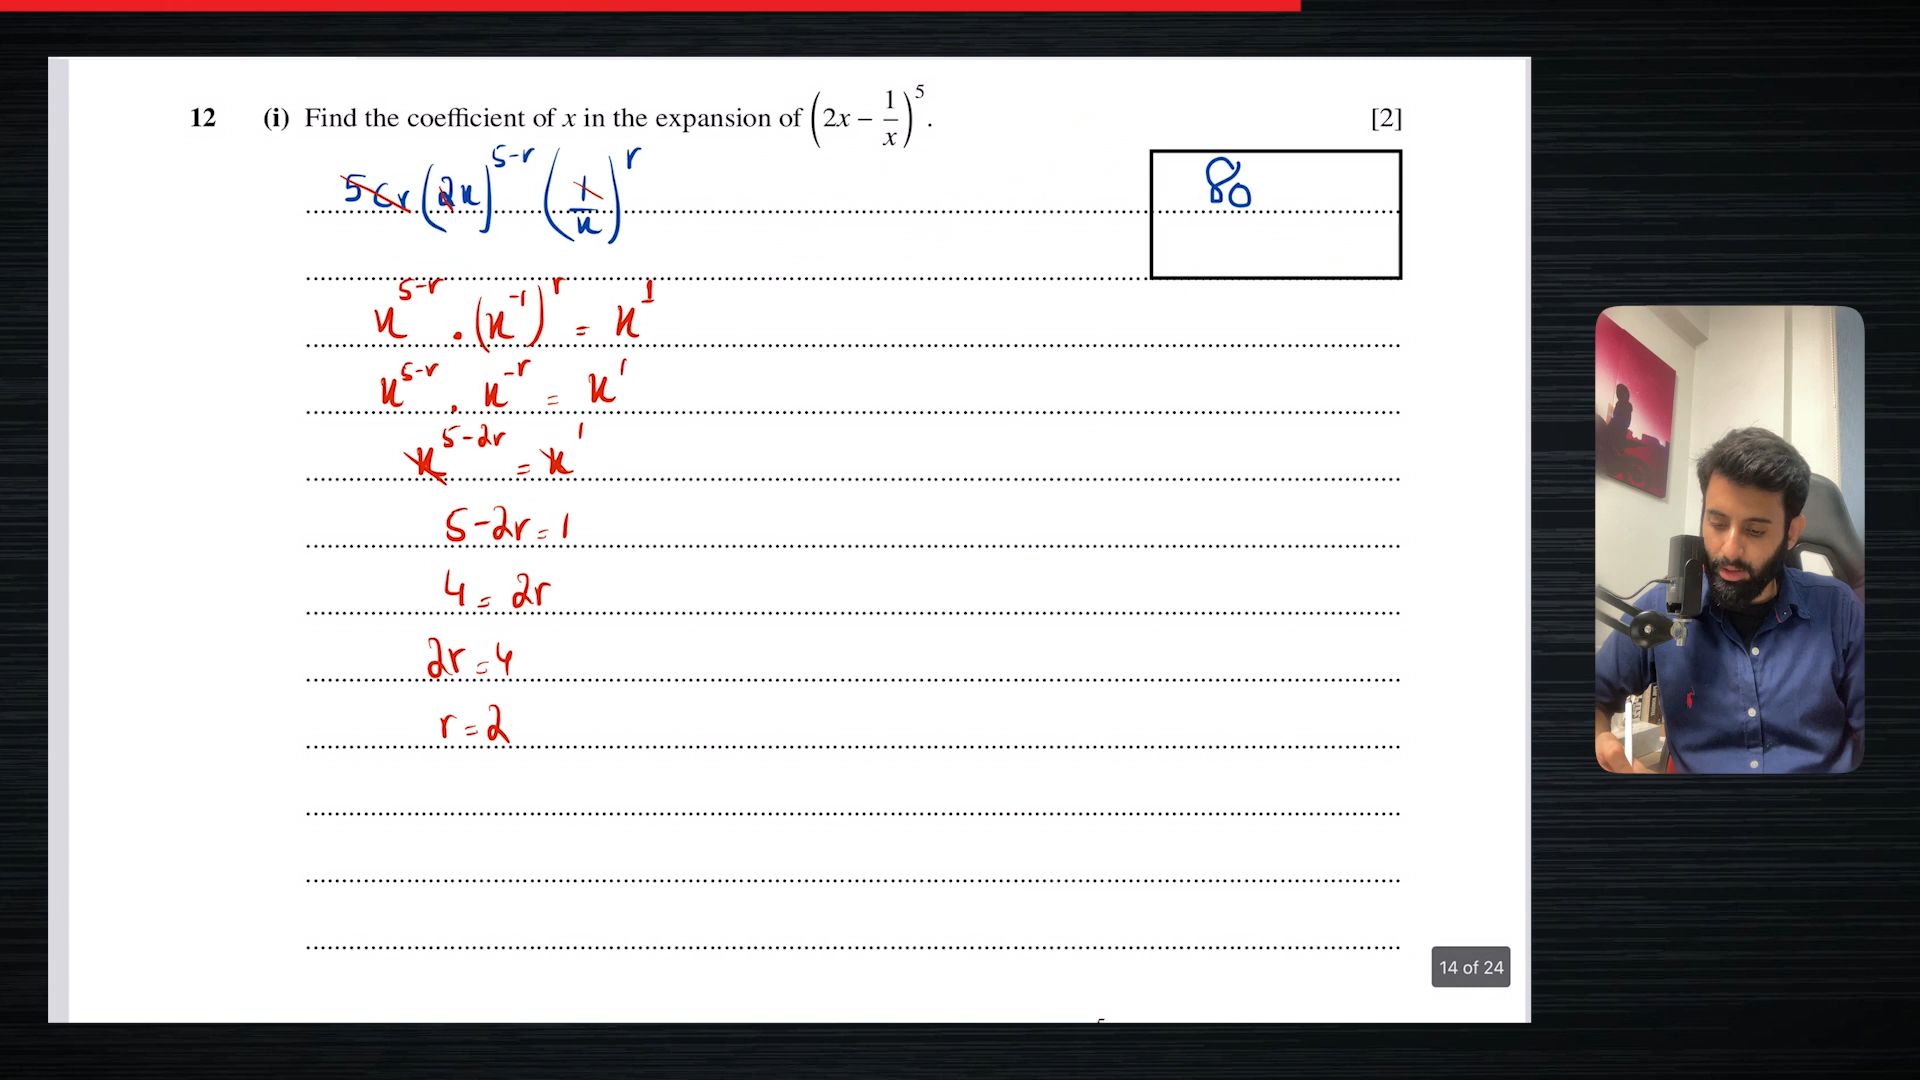 12 (i) Find the coefficient of x in the expansion of (2x − 1/x)^5. [2]
5Cr (2x)^5-r (1/x)^r
80
x^5-r . (x^-1)^r = x^1
x^5-r . x^-r = x^1
x^5-2r = x^1
5-2r=1
4=2r
2r=4
r=2
14 of 24
5